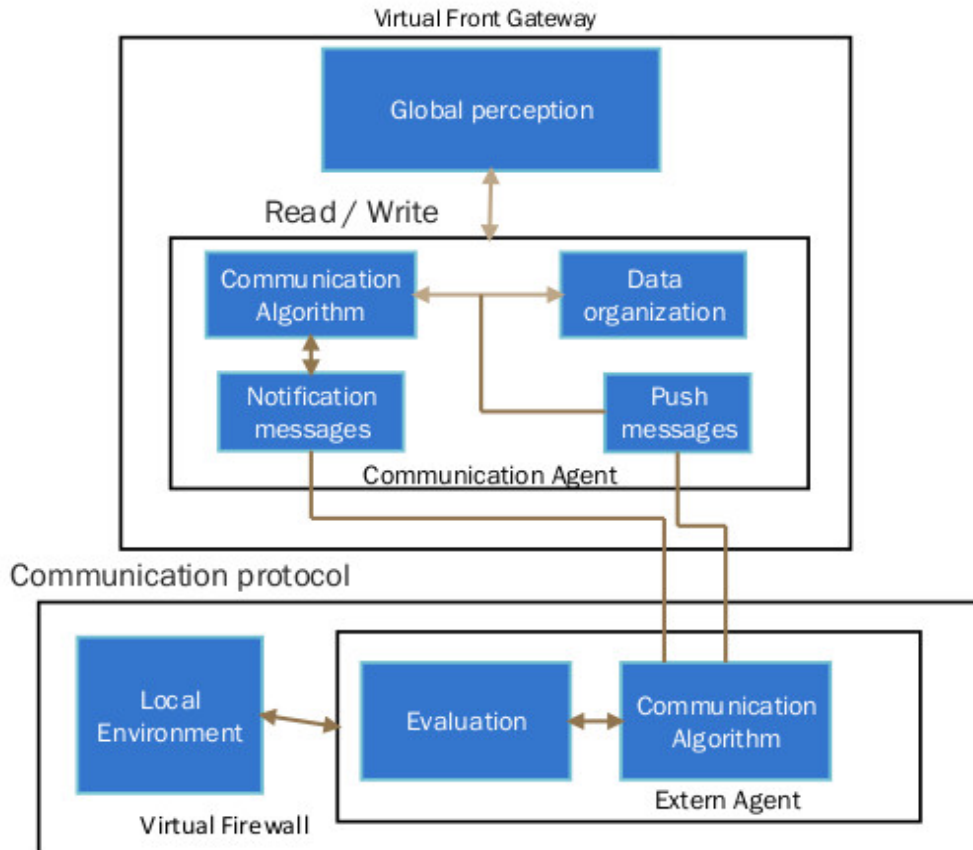 Virtual Front Gateway
Global perception
Read / Write
Communication
Algorithm
Data
organization
Notification
messages
Push
messages
Communication Agent
Communication protocol
Local
Environment
Evaluation
Communication
Algorithm
Extern Agent
Virtual Firewall